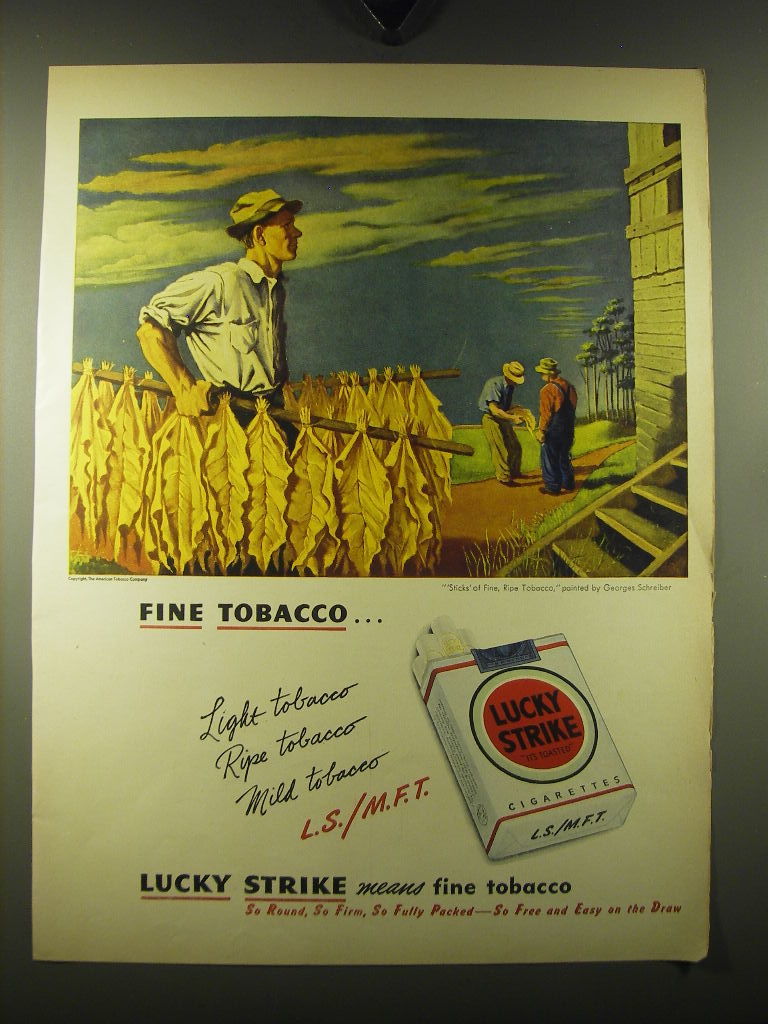 Copyright, The American Tobacco Company
"'Sticks' of Fine, Ripe Tobacco," painted by Georges Schreiber
FINE TOBACCO...
Light tobacco
Ripe tobacco
Mild tobacco
L.S./M.F.T.
LUCKY
STRIKE
"IT'S TOASTED"
CIGARETTES
L.S./M.F.T.
LUCKY STRIKE means fine tobacco
So Round, So Firm, So Fully Packed—So Free and Easy on the Draw